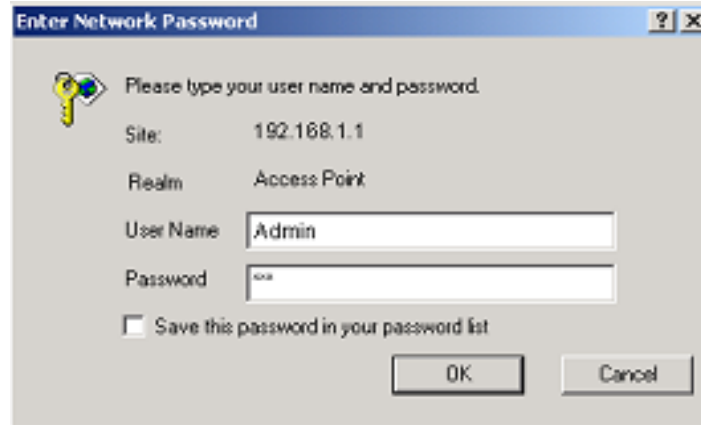 Enter Network Password
Please type your user name and password.
Site: 192.168.1.1
Realm Access Point
User Name Admin
Password ***
Save this password in your password list
OK Cancel